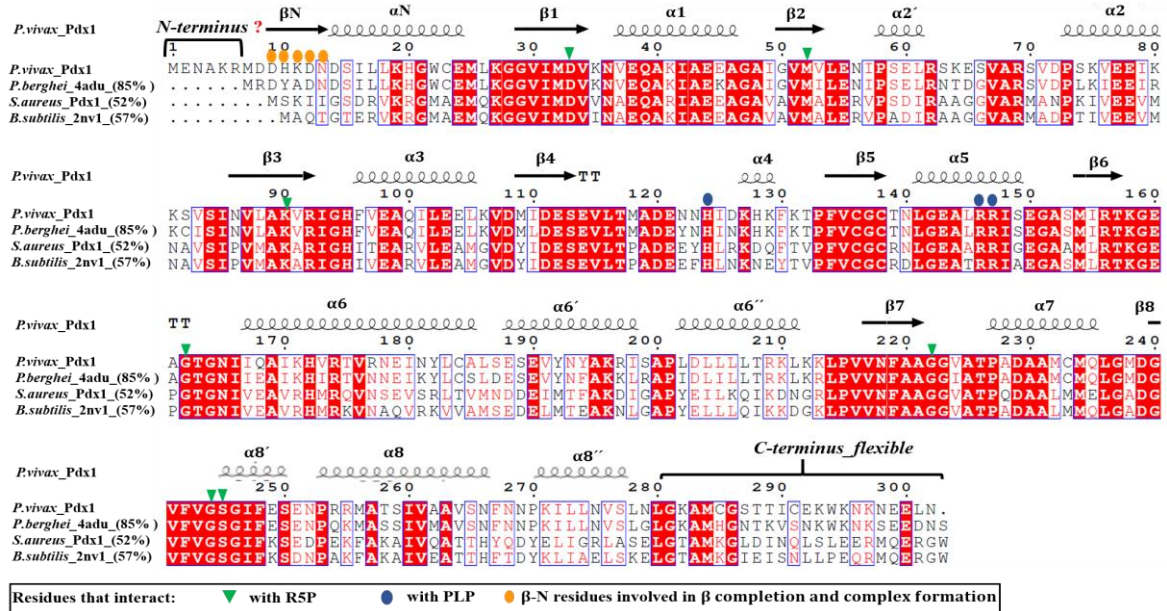 P.vivax_Pdx1 βN αN β1 α1 β2 α2´ α2
N-terminus ?
1 10 20 30 40 50 60 70 80
P.vivax_Pdx1 MENAKRMDDHKDNDSILLKHGWCEMLKGGVIMDVKNVEQAKIAEEAGAIGVMVLENIPSELRSKESVARSVDPSKVEEIK
P.berghei_4adu_(85% ) ......MRDYADNDSILLKHGWCEMLKGGVIMDVKNVEQAKIAEKAGAIGVMILENIPSELRNTDGVARSVDPLKIEEIR
S.aureus_Pdx1_(52%) ........MSKIIGSDRVKRGMAEMQKGGVIMDVVNAEQAKIAEEAGAVAVMALERVPSDIRAAGGVARMANPKIVEEVM
B.subtilis_2nv1_(57%) .........MAQTGTERVKRGMAEMQKGGVIMDVINAEQAKIAEEAGAVAVMALERVPADIRAAGGVARMADPTIVEEVM
P.vivax_Pdx1 β3 α3 β4 TT α4 β5 α5 β6
90 100 110 120 130 140 150 160
P.vivax_Pdx1 KSVSINVLAKVRIGHFVEAQILEELKVDMIDESEVLTMADENNHIDKHKFKTPFVCGCTNLGEALRRISEGASMIRTKGE
P.berghei_4adu_(85% ) KCISINVLAKVRIGHFVEAQILEELKVDMLDESEVLTMADEYNHINKHKFKTPFVCGCTNLGEALRRISEGASMIRTKGE
S.aureus_Pdx1_(52%) NAVSIPVMAKARIGHITEARVLEAMGVDYIDESEVLTPADEEYHLRKDQFTVPFVCGCRNLGEAARRIGEGAAMLRTKGE
B.subtilis_2nv1_(57%) NAVSIPVMAKARIGHIVEARVLEAMGVDYIDESEVLTPADEEFHLNKNEYTVPFVCGCRDLGEATRRIAEGASMLRTKGE
P.vivax_Pdx1 TT α6 α6´ α6´´ β7 α7 β8
170 180 190 200 210 220 230 240
P.vivax_Pdx1 AGTGNIIQAIKHVRTVRNEINYLCALSESEVYNYAKRISAPLDLLLLTRKLKKLPVVNFAAGGVATPADAAMCMQLGMDG
P.berghei_4adu_(85% ) AGTGNIIEAIKHIRTVNNEIKYLCSLDESEVYNFAKKLRAPIDLILLTRKLKRLPVVNFAAGGIATPADAAMCMQLGMDG
S.aureus_Pdx1_(52%) PGTGNIVEAVRHMRQVNSEVSRLTVMNDDEIMTFAKDIGAPYEILKQIKDNGRLPVVNFAAGGVATPQDAALMMELGADG
B.subtilis_2nv1_(57%) PGTGNIVEAVRHMRKVNAQVRKVVAMSEDELMTEAKNLGAPYELLLQIKKDGKLPVVNFAAGGVATPADAALMMQLGADG
P.vivax_Pdx1 α8´ α8 α8´´ C-terminus_flexible
250 260 270 280 290 300
P.vivax_Pdx1 VFVGSGIFESENPRRMATSIVAAVSNFNNPKILLNVSLNLGKAMCGSTTICEKWKNKNEELN.
P.berghei_4adu_(85% ) VFVGSGIFESENPQKMASSIVMAVSNFNNPKILLNVSLGLGKAMHGNTKVSNKWKNKSEEDNS
S.aureus_Pdx1_(52%) VFVGSGIFKSEDPEKFAKAIVQATTHYQDYELIGRLASELGTAMKGLDINQLSLEERMQERGW
B.subtilis_2nv1_(57%) VFVGSGIFKSDNPAKFAKAIVEATTHFTDYKLIAELSKELGTAMKGIEISNLLPEQRMQERGW
Residues that interact: with R5P with PLP β-N residues involved in β completion and complex formation